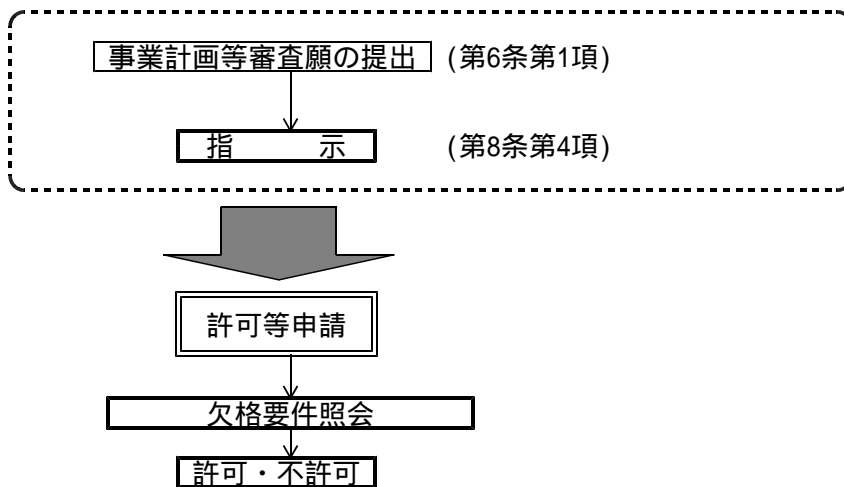 事業計画等審査願の提出 (第6条第1項)
指　　　示 (第8条第4項)
許可等申請
欠格要件照会
許可・不許可